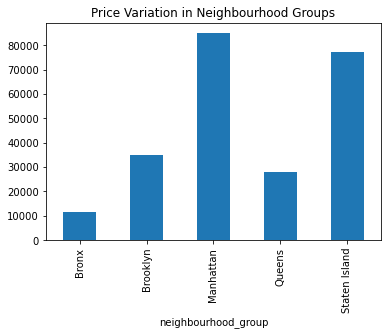 Price Variation in Neighbourhood Groups
80000
70000
60000
50000
40000
30000
20000
10000
0
Bronx
Brooklyn
Manhattan
Queens
Staten Island
neighbourhood_group